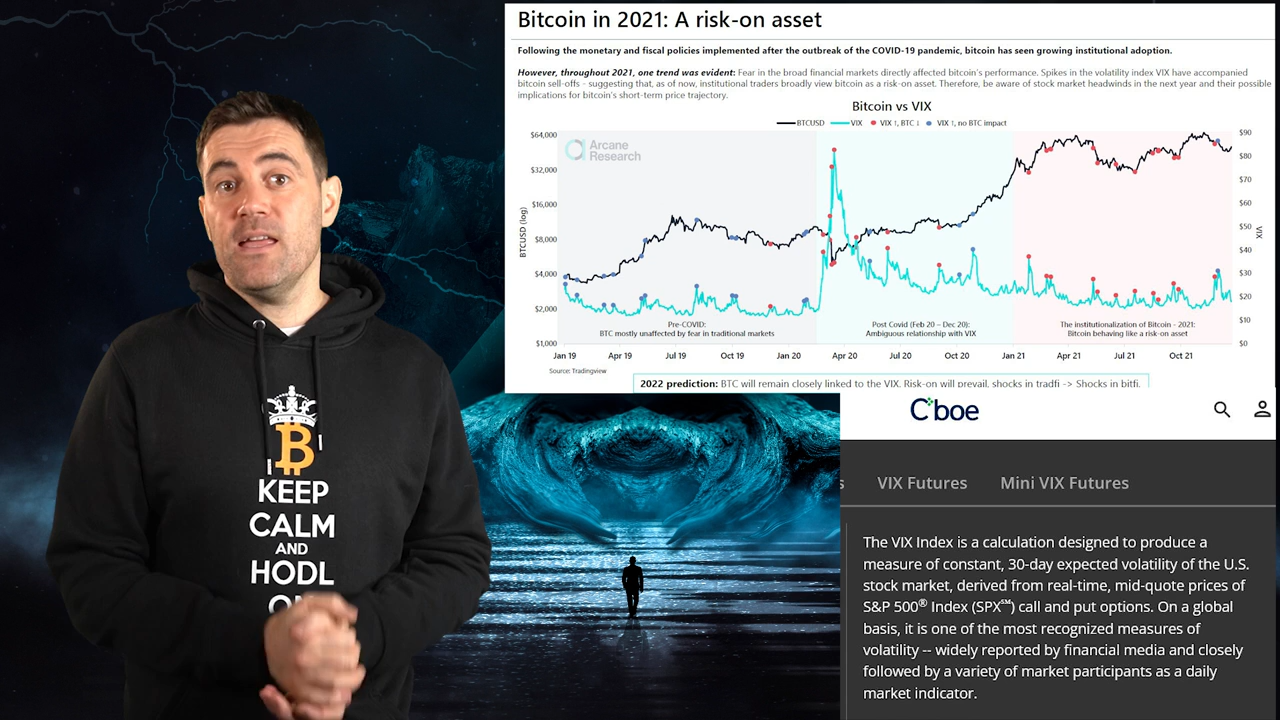 Bitcoin in 2021: A risk-on asset
Following the monetary and fiscal policies implemented after the outbreak of the COVID-19 pandemic, bitcoin has seen growing institutional adoption.
However, throughout 2021, one trend was evident: Fear in the broad financial markets directly affected bitcoin's performance. Spikes in the volatility index VIX have accompanied
bitcoin sell-offs - suggesting that, as of now, institutional traders broadly view bitcoin as a risk-on asset. Therefore, be aware of stock market headwinds in the next year and their possible
implications for bitcoin's short-term price trajectory.
Bitcoin vs VIX
BTCUSD VIX VIX ↑, BTC ↓ VIX ↑, no BTC impact
Arcane
Research
BTCUSD (log)
$64,000
$32,000
$16,000
$8,000
$4,000
$2,000
$1,000
$90
$80
$70
$60
$50
$40
$30
$20
$10
$0
VIX
Pre-COVID:
BTC mostly unaffected by fear in traditional markets
Post Covid (Feb 20 – Dec 20):
Ambiguous relationship with VIX
The institutionalization of Bitcoin - 2021:
Bitcoin behaving like a risk-on asset
Jan 19 Apr 19 Jul 19 Oct 19 Jan 20 Apr 20 Jul 20 Oct 20 Jan 21 Apr 21 Jul 21 Oct 21
Source: Tradingview
2022 prediction: BTC will remain closely linked to the VIX. Risk-on will prevail, shocks in tradfi -> Shocks in bitfi.
Cboe
s VIX Futures Mini VIX Futures
The VIX Index is a calculation designed to produce a
measure of constant, 30-day expected volatility of the U.S.
stock market, derived from real-time, mid-quote prices of
S&P 500® Index (SPX℠) call and put options. On a global
basis, it is one of the most recognized measures of
volatility -- widely reported by financial media and closely
followed by a variety of market participants as a daily
market indicator.
KEEP
CALM
AND
HODL